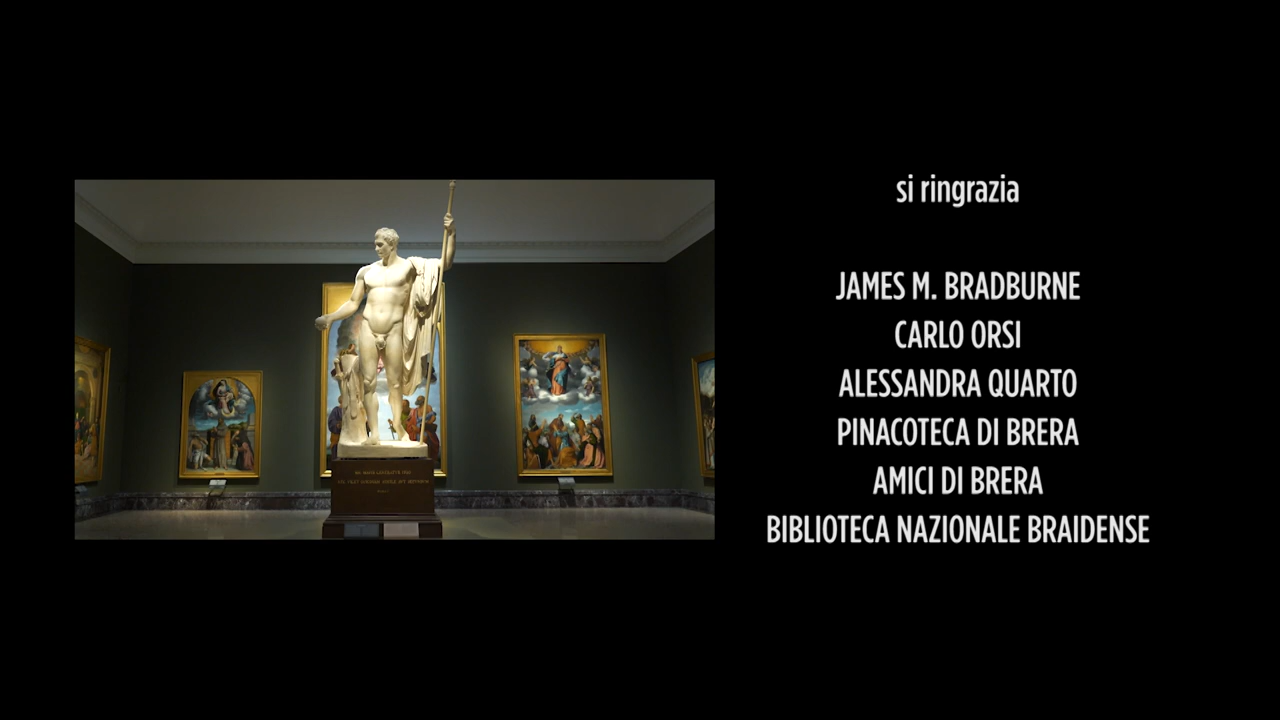 si ringrazia
JAMES M. BRADBURNE
CARLO ORSI
ALESSANDRA QUARTO
PINACOTECA DI BRERA
AMICI DI BRERA
BIBLIOTECA NAZIONALE BRAIDENSE